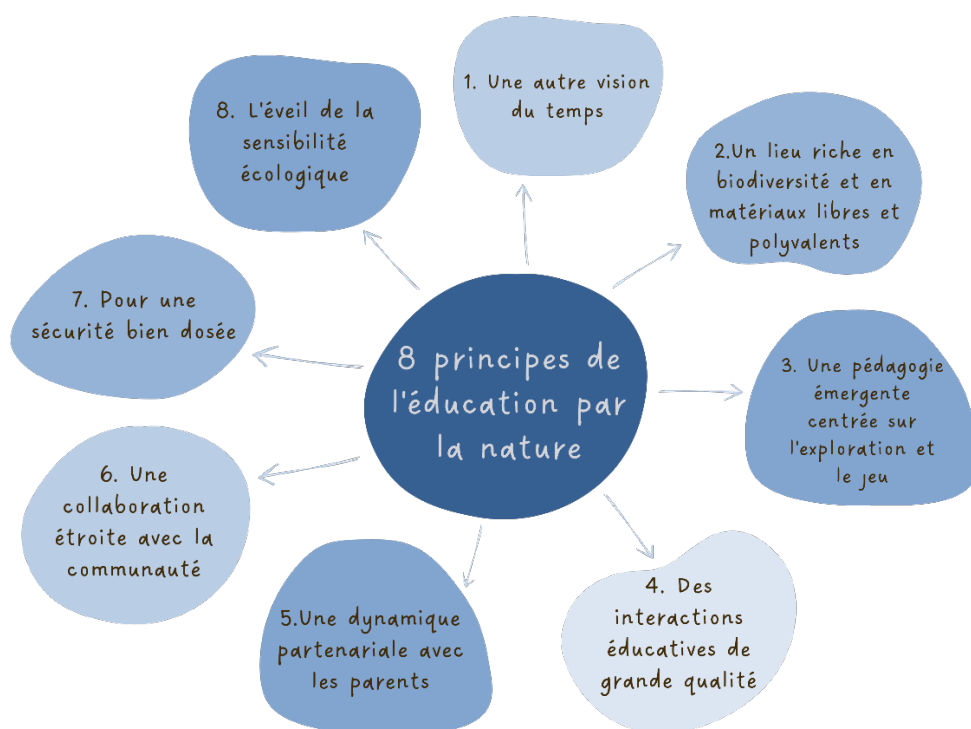 8 principes de
l'éducation par
la nature
1. Une autre vision
du temps
2.Un lieu riche en
biodiversité et en
matériaux libres et
polyvalents
3. Une pédagogie
émergente
centrée sur
l'exploration et
le jeu
4. Des
interactions
éducatives de
grande qualité
5.Une dynamique
partenariale avec
les parents
6. Une
collaboration
étroite avec la
communauté
7. Pour une
sécurité bien dosée
8. L'éveil de la
sensibilité
écologique